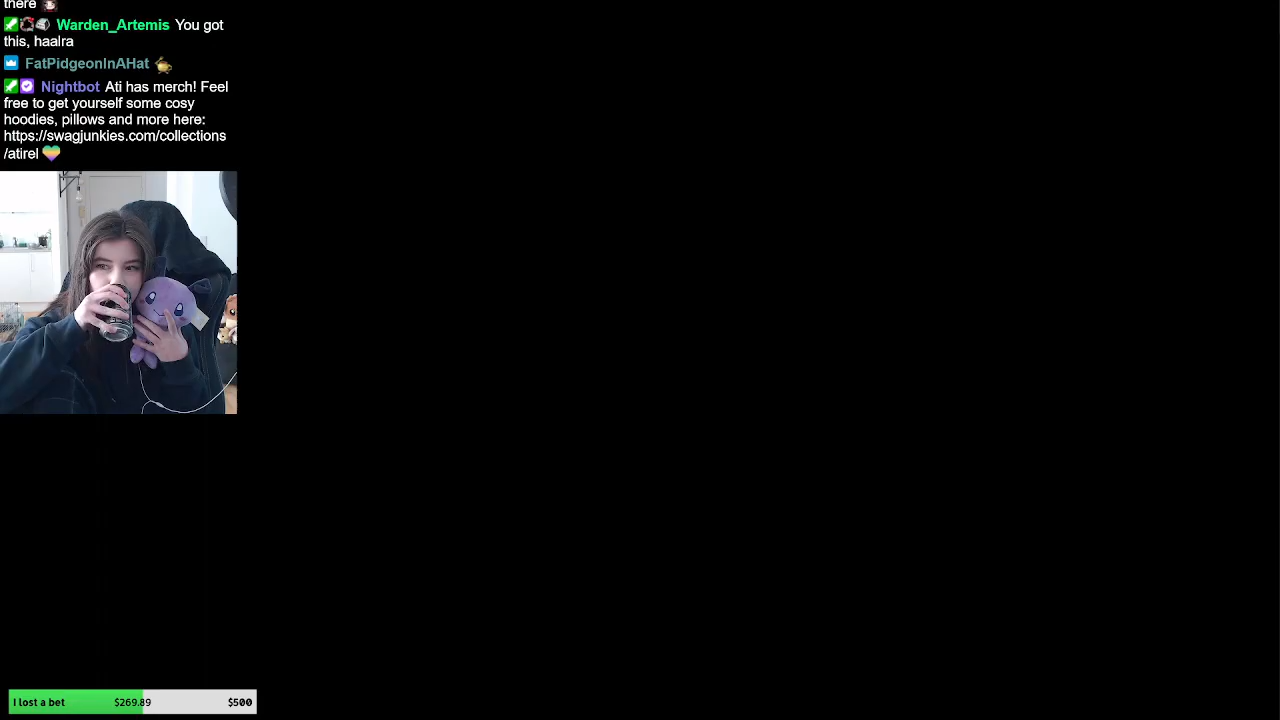 there
Warden_Artemis You got
this, haalra
FatPidgeonInAHat
Nightbot Ati has merch! Feel
free to get yourself some cosy
hoodies, pillows and more here:
https://swagjunkies.com/collections
/atirel
I lost a bet $269.89 $500